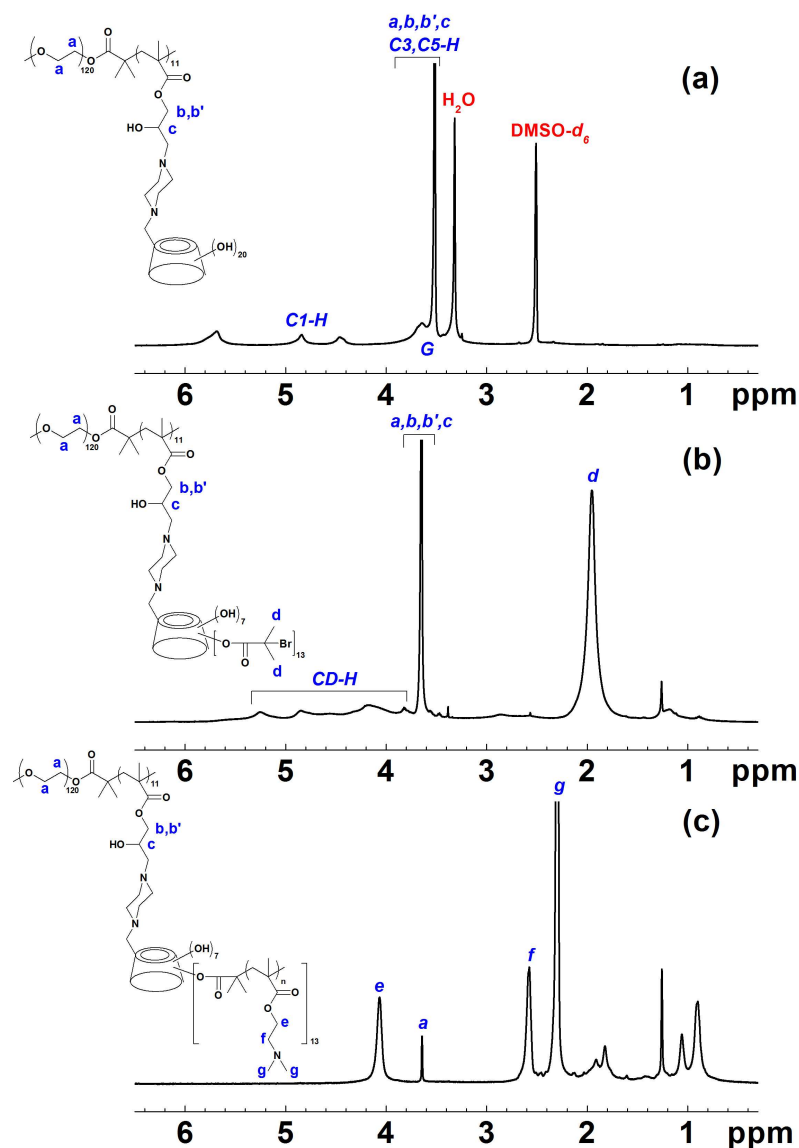 a,b,b',c
C3,C5-H
(a)
H2O
DMSO-d6
C1-H
G
a
O
O
120
a
O
11
O
O
b,b'
HO
c
N
N
(OH)20
6 5 4 3 2 1 ppm
a,b,b',c
(b)
d
CD-H
a
O
O
120
a
O
11
O
O
b,b'
HO
c
N
N
(OH)7
d
O
Br
O
13
d
6 5 4 3 2 1 ppm
g
(c)
f
e
a
a
O
O
120
a
O
11
O
O
b,b'
HO
c
N
N
(OH)7
O
n
O
O
O
e
f
13
N
g g
6 5 4 3 2 1 ppm